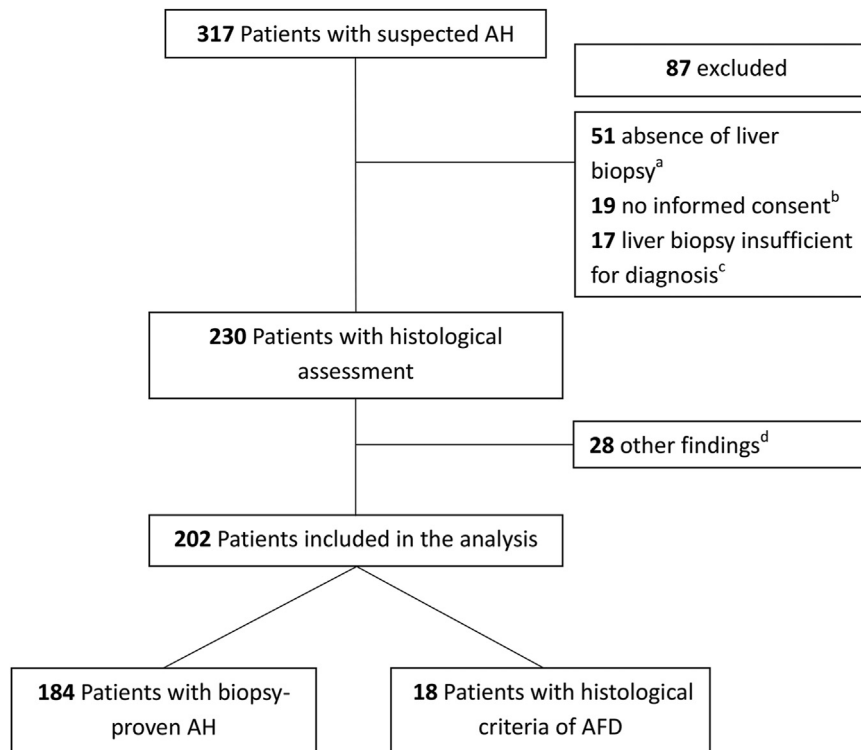 317 Patients with suspected AH
87 excluded
51 absence of liver
biopsyᵃ
19 no informed consentᵇ
17 liver biopsy insufficient
for diagnosisᶜ
230 Patients with histological
assessment
28 other findingsᵈ
202 Patients included in the analysis
184 Patients with biopsy-
proven AH
18 Patients with histological
criteria of AFD